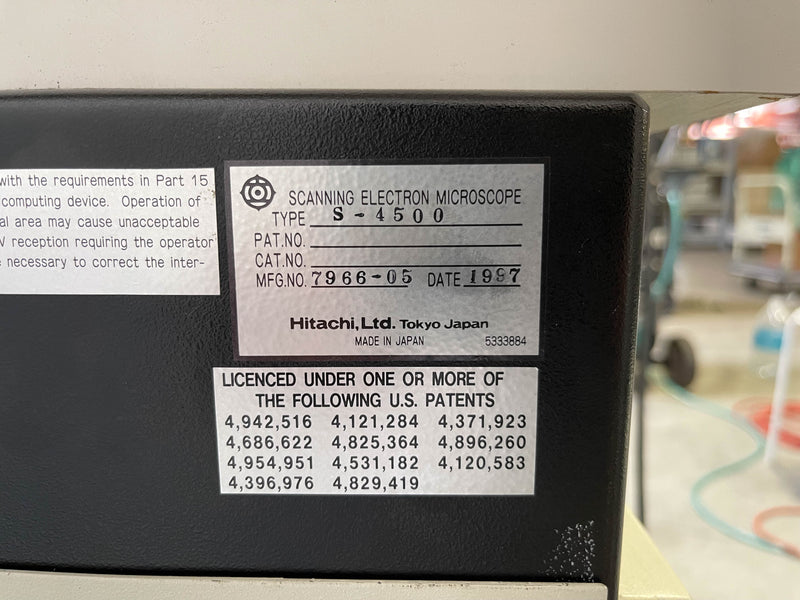 with the requirements in Part 15
computing device. Operation of
al area may cause unacceptable
V reception requiring the operator
necessary to correct the inter-
SCANNING ELECTRON MICROSCOPE
TYPE S-4500
PAT.NO.
CAT.NO.
MFG.NO. 7966-05 DATE 1997
Hitachi, Ltd. Tokyo Japan
MADE IN JAPAN 5333884
LICENCED UNDER ONE OR MORE OF
THE FOLLOWING U.S. PATENTS
4,942,516 4,121,284 4,371,923
4,686,622 4,825,364 4,896,260
4,954,951 4,531,182 4,120,583
4,396,976 4,829,419